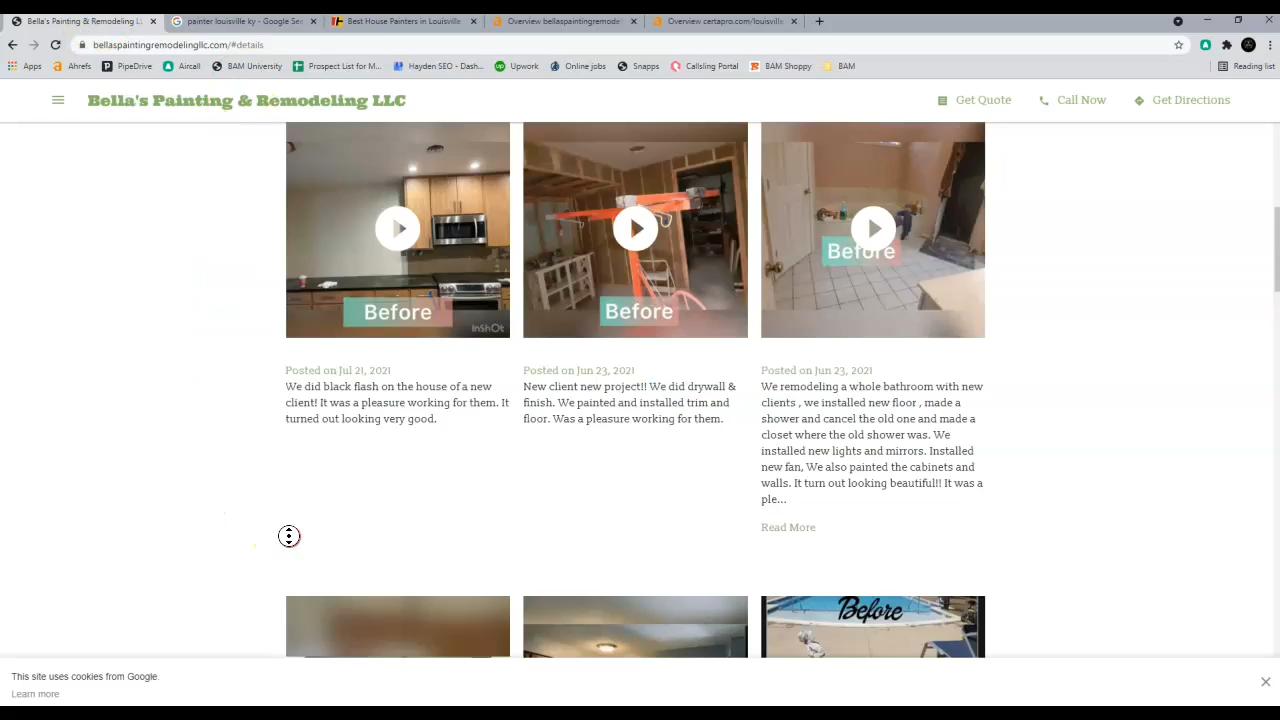 Bella's Painting & Remodeling LL
painter louisville ky - Google Sea
Best House Painters in Louisville
Overview bellaspaintingremodel
Overview certapro.com/louisville
bellaspaintingremodelingllc.com/#details
Apps
Ahrefs
PipeDrive
Aircall
BAM University
Prospect List for M...
Hayden SEO - Dash...
Upwork
Online jobs
Snapps
Callsling Portal
BAM Shoppy
BAM
Reading list
Bella's Painting & Remodeling LLC
Get Quote
Call Now
Get Directions
Before
InShOt
Before
Before
Posted on Jul 21, 2021
We did black flash on the house of a new
client! It was a pleasure working for them. It
turned out looking very good.
Posted on Jun 23, 2021
New client new project!! We did drywall &
finish. We painted and installed trim and
floor. Was a pleasure working for them.
Posted on Jun 23, 2021
We remodeling a whole bathroom with new
clients , we installed new floor , made a
shower and cancel the old one and made a
closet where the old shower was. We
installed new lights and mirrors. Installed
new fan, We also painted the cabinets and
walls. It turn out looking beautiful!! It was a
ple...
Read More
Before
This site uses cookies from Google.
Learn more